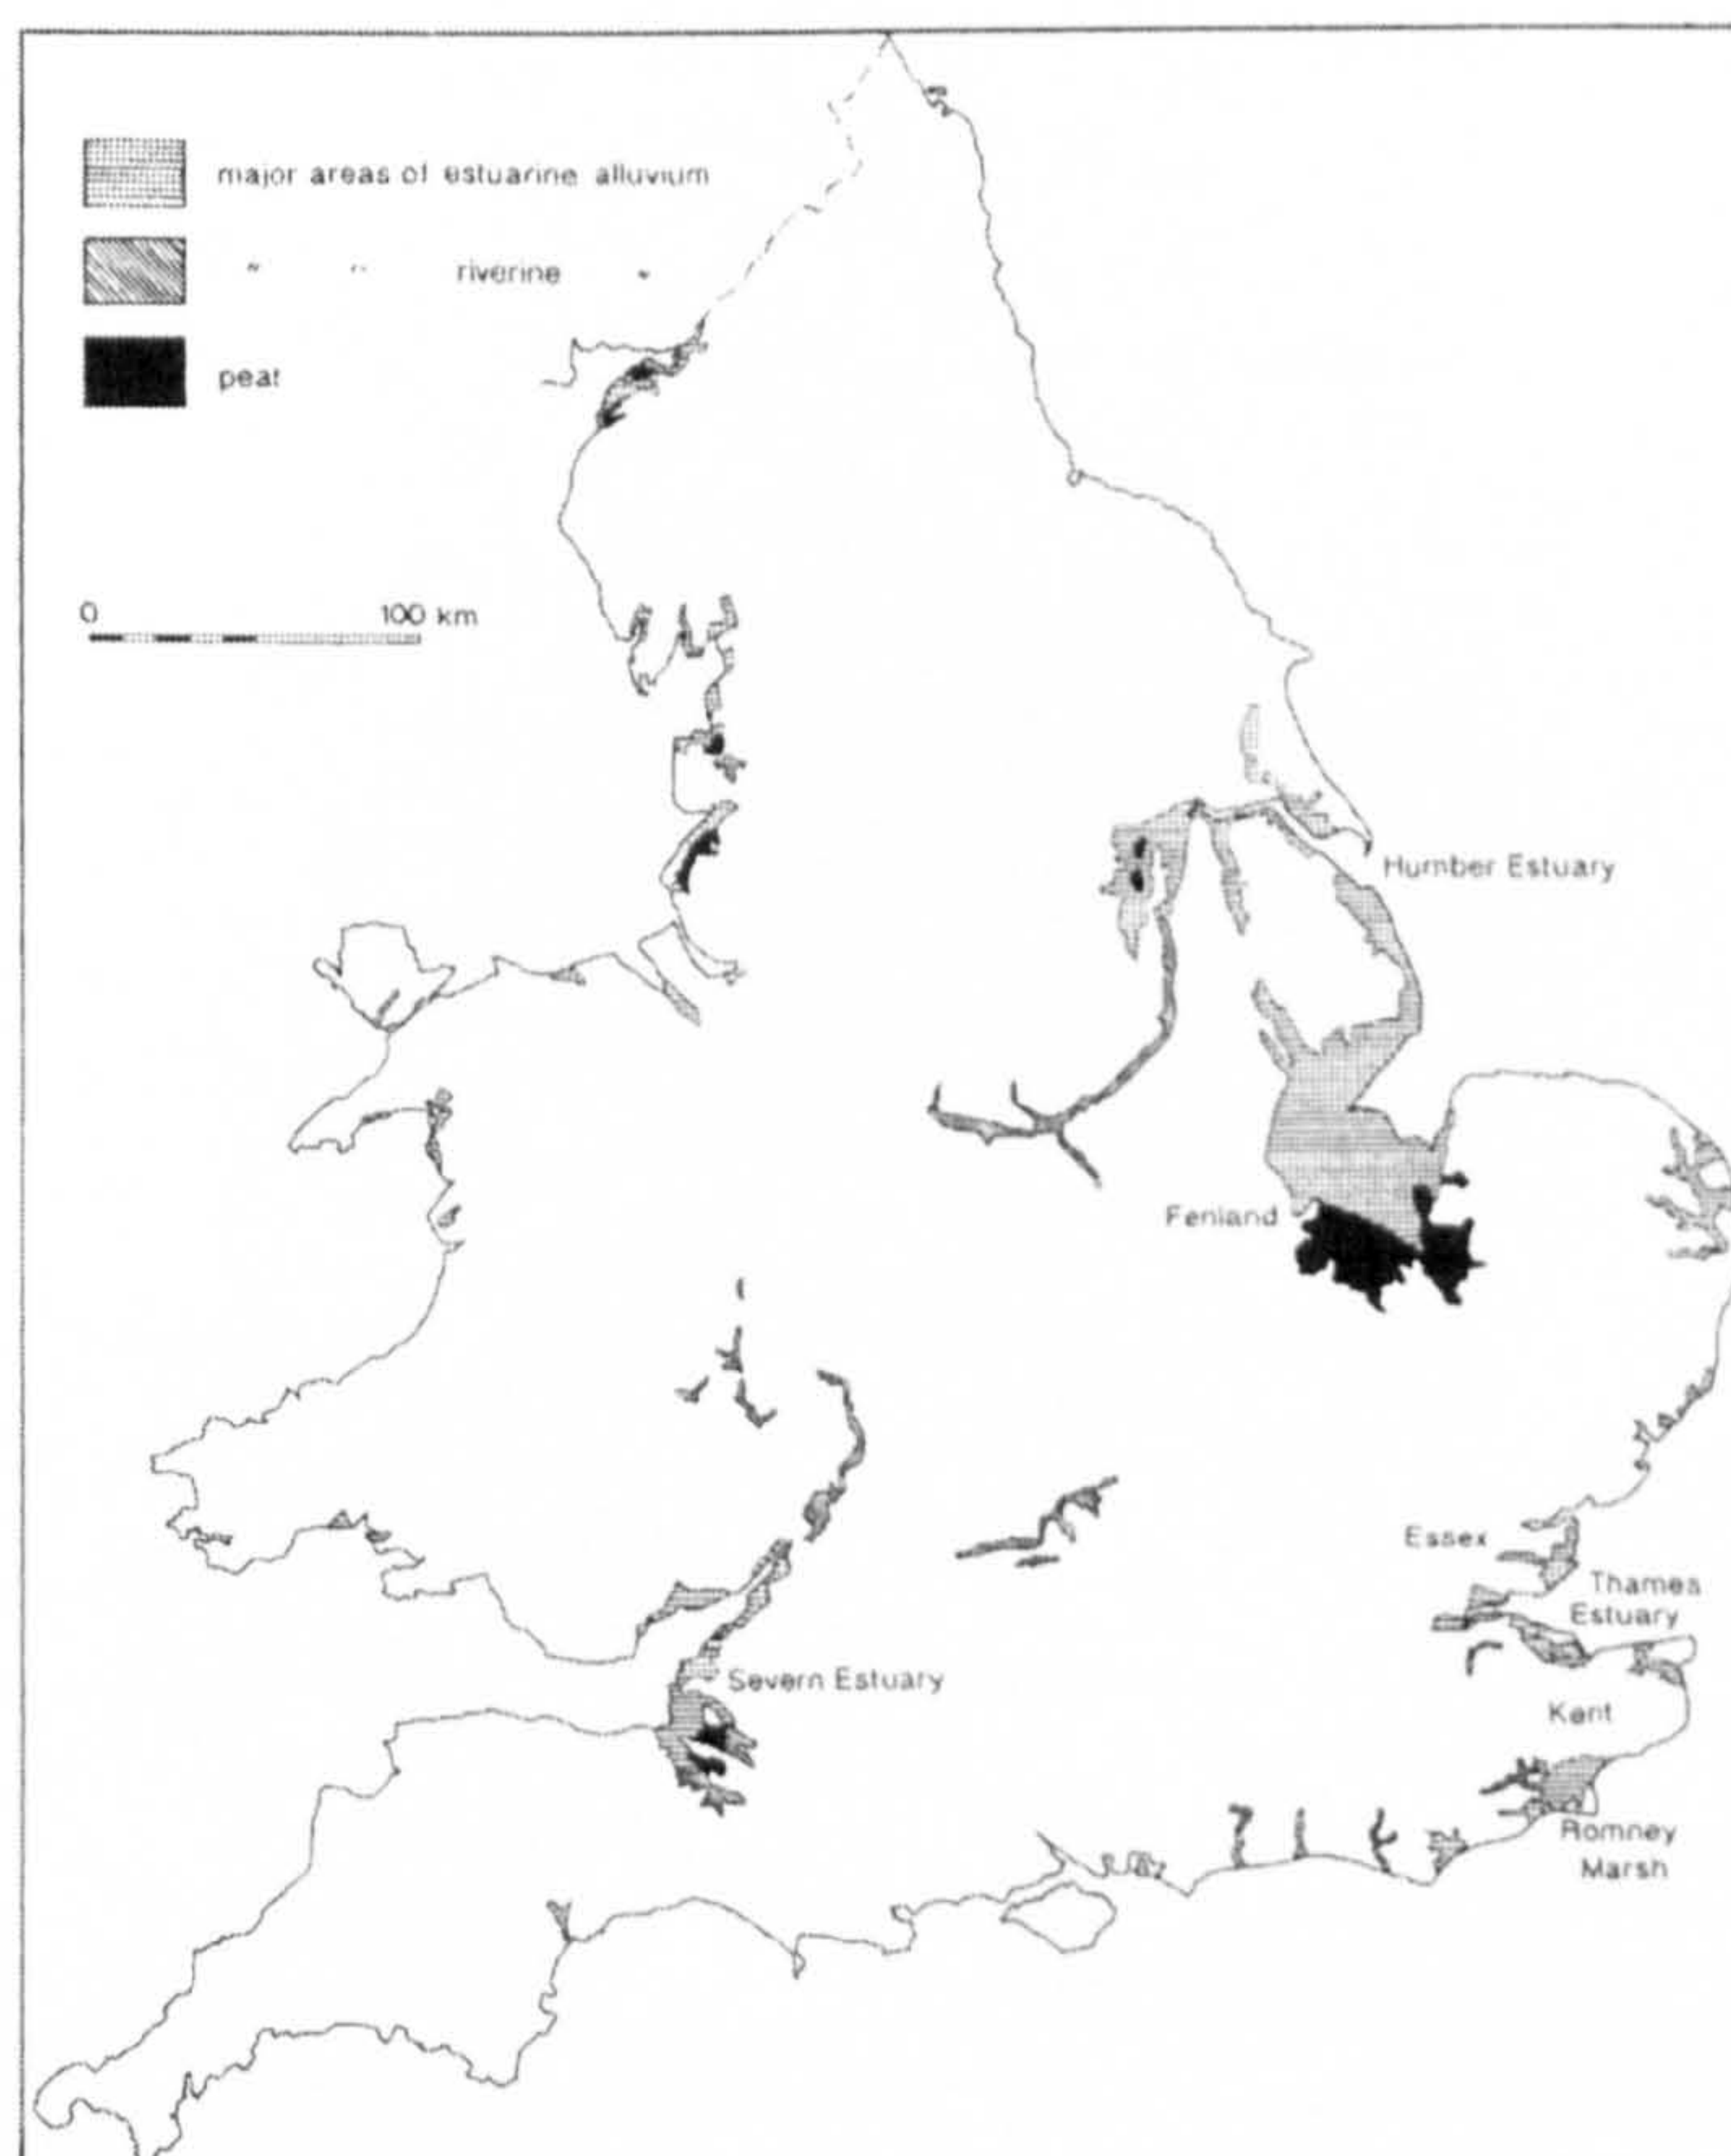 major areas of estuarine alluvium
" " riverine "
peat
0 100 km
Humber Estuary
Fenland
Essex
Thames
Estuary
Severn Estuary
Kent
Romney
Marsh